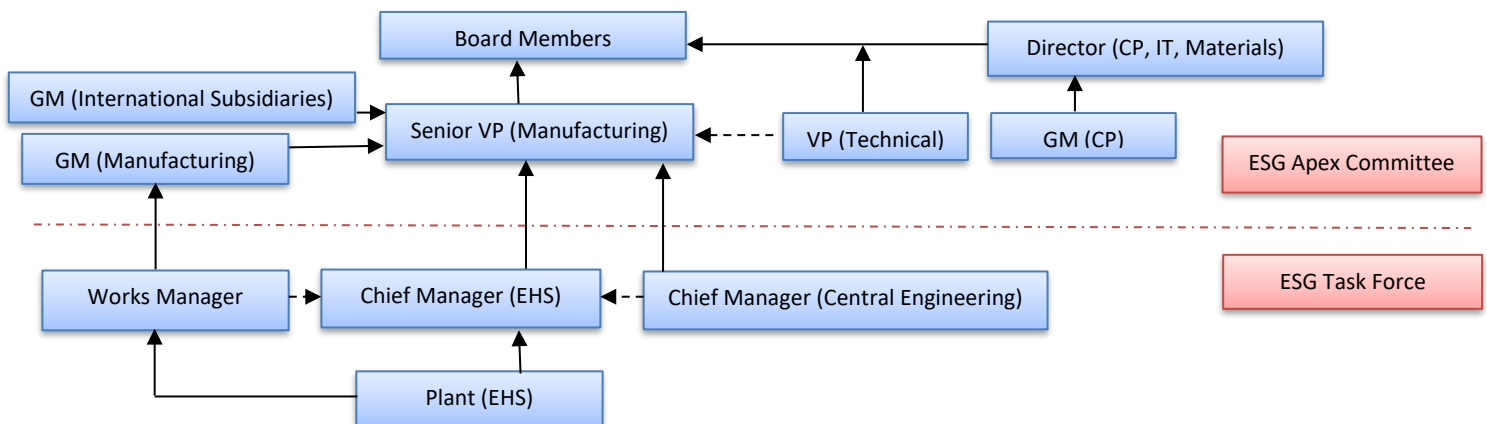 Board Members
Director (CP, IT, Materials)
GM (International Subsidiaries)
Senior VP (Manufacturing)
VP (Technical)
GM (CP)
GM (Manufacturing)
ESG Apex Committee
Works Manager
Chief Manager (EHS)
Chief Manager (Central Engineering)
ESG Task Force
Plant (EHS)